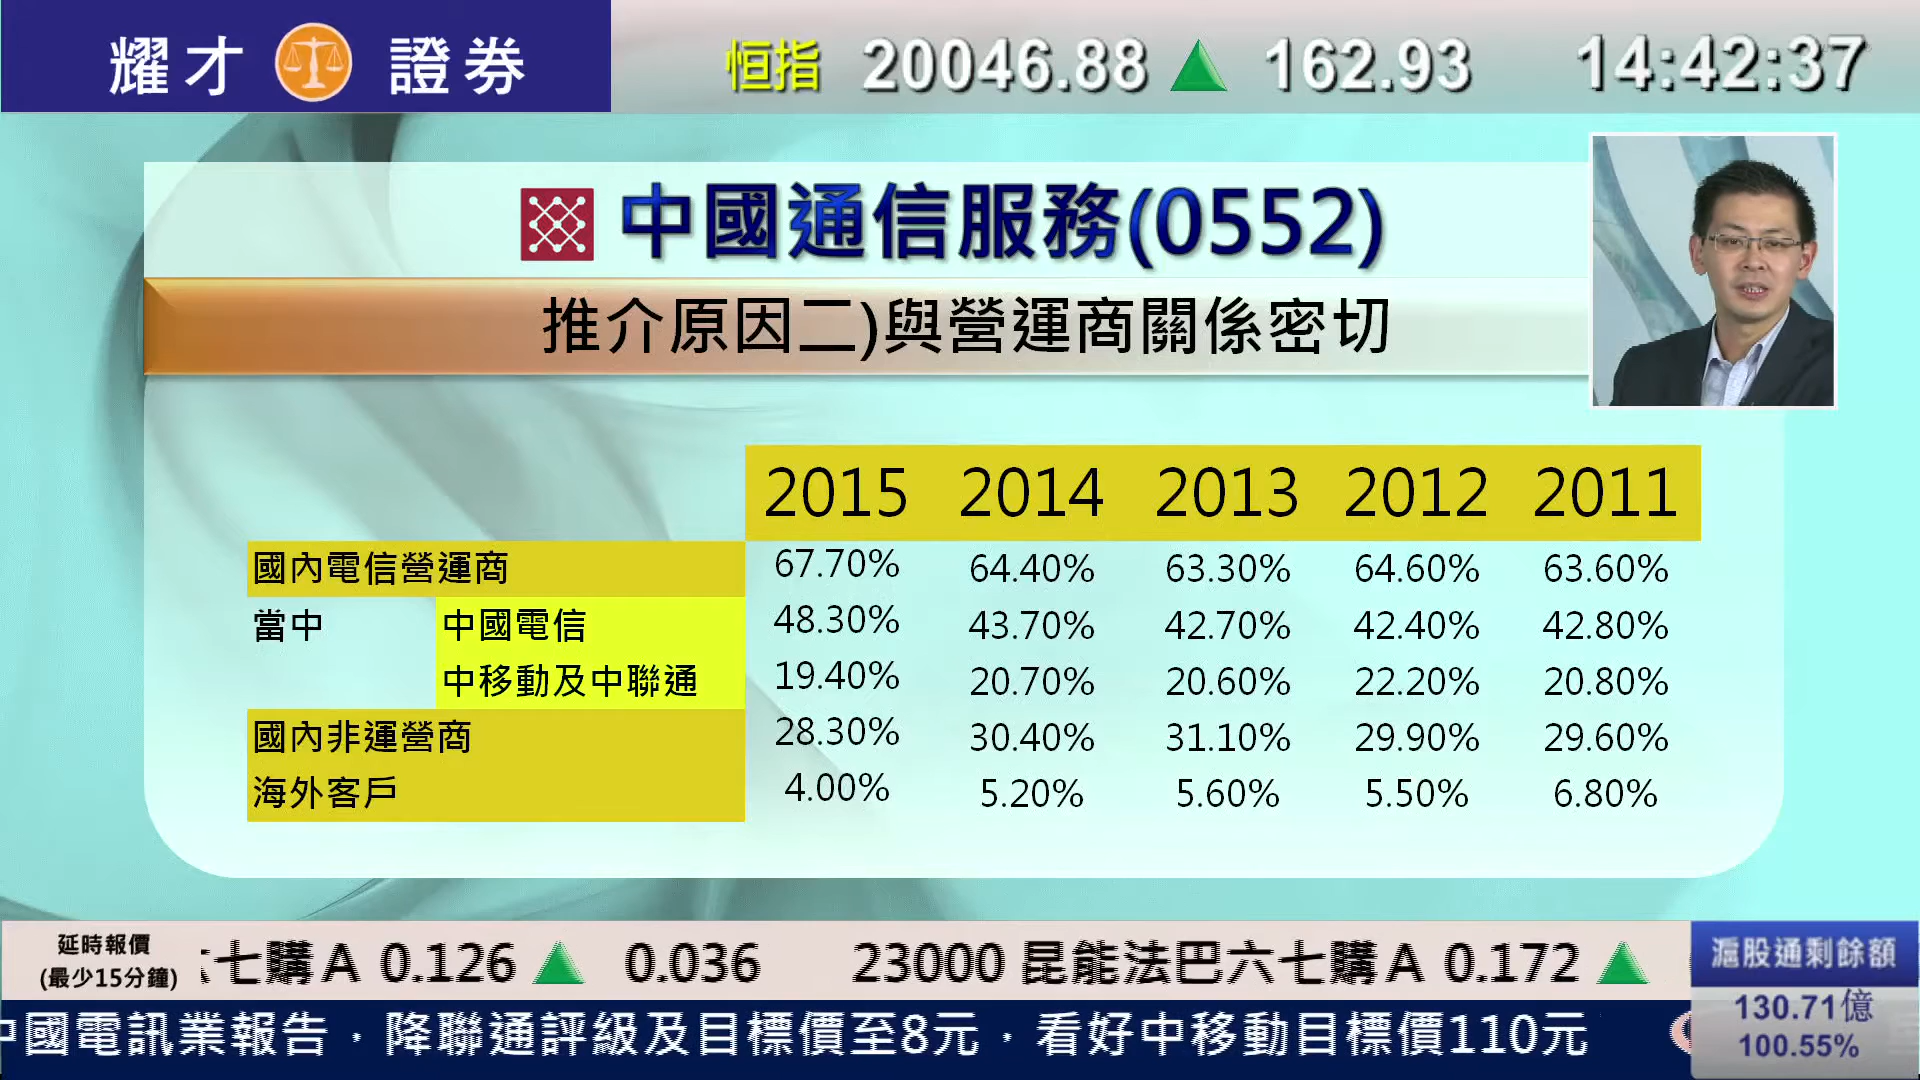 耀才證券
恒指 20046.88 ▲ 162.93 14:42:37
中國通信服務(0552)
推介原因二)與營運商關係密切
2015 2014 2013 2012 2011
國內電信營運商 67.70% 64.40% 63.30% 64.60% 63.60%
當中 中國電信 48.30% 43.70% 42.70% 42.40% 42.80%
中移動及中聯通 19.40% 20.70% 20.60% 22.20% 20.80%
國內非運營商 28.30% 30.40% 31.10% 29.90% 29.60%
海外客戶 4.00% 5.20% 5.60% 5.50% 6.80%
延時報價
(最少15分鐘)
七購A 0.126 ▲ 0.036 23000 昆能法巴六七購A 0.172 ▲
中國電訊業報告，降聯通評級及目標價至8元，看好中移動目標價110元
滬股通剩餘額
130.71億
100.55%